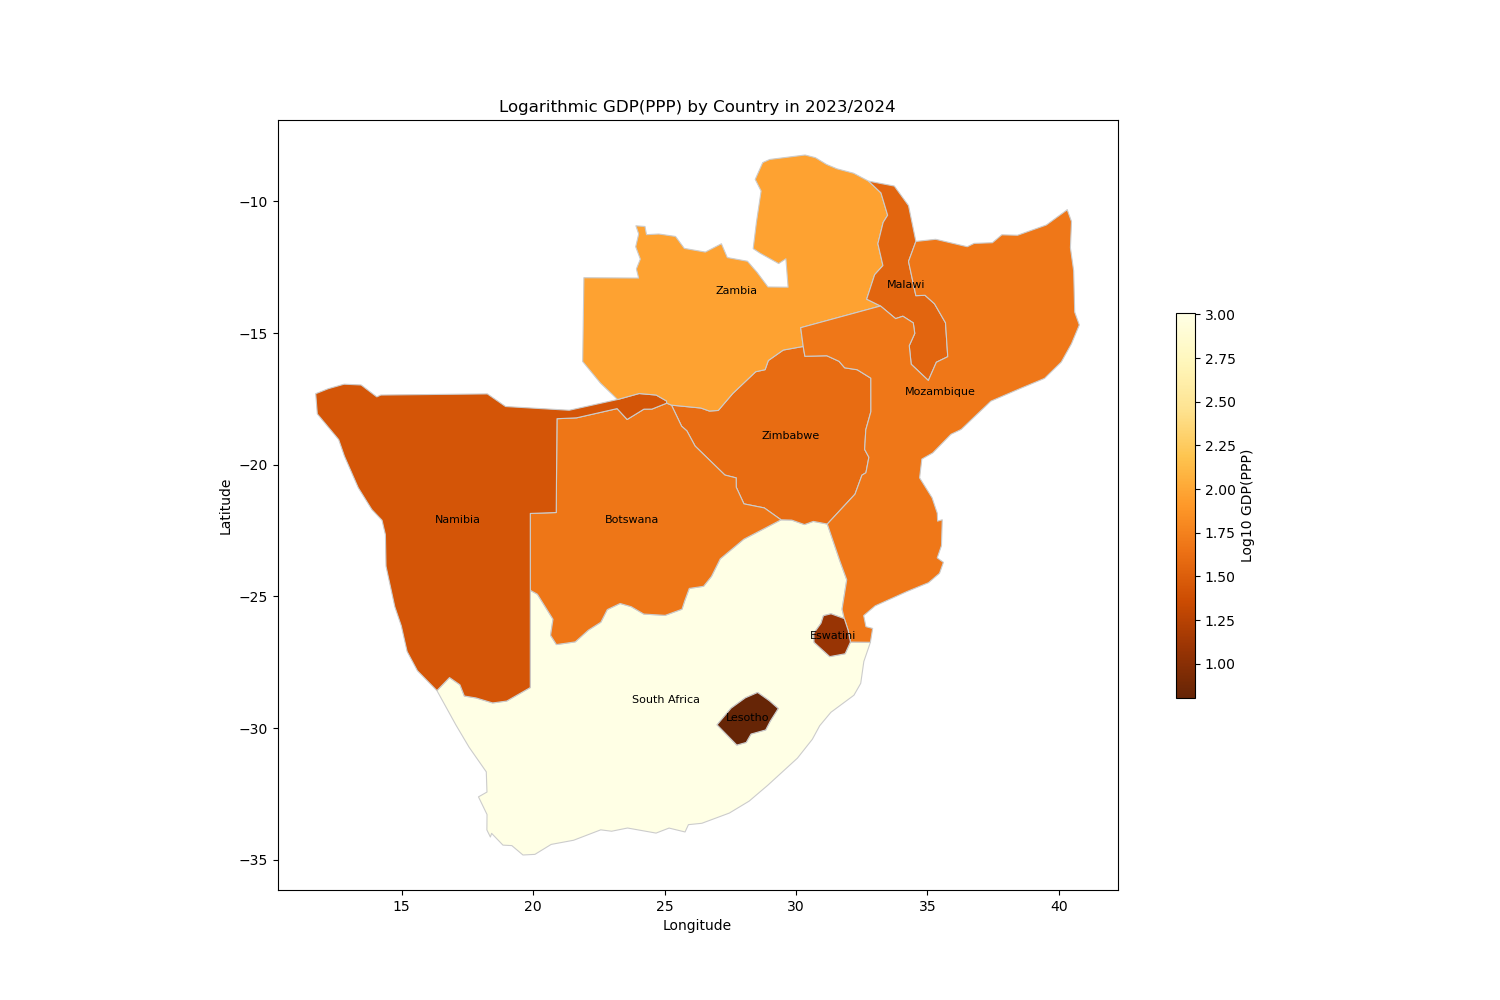 Logarithmic GDP(PPP) by Country in 2023/2024
−10
−15
−20
−25
−30
−35
Latitude
15
20
25
30
35
40
Longitude
Zambia
Malawi
Mozambique
Zimbabwe
Namibia
Botswana
Eswatini
South Africa
Lesotho
3.00
2.75
2.50
2.25
2.00
1.75
1.50
1.25
1.00
Log10 GDP(PPP)